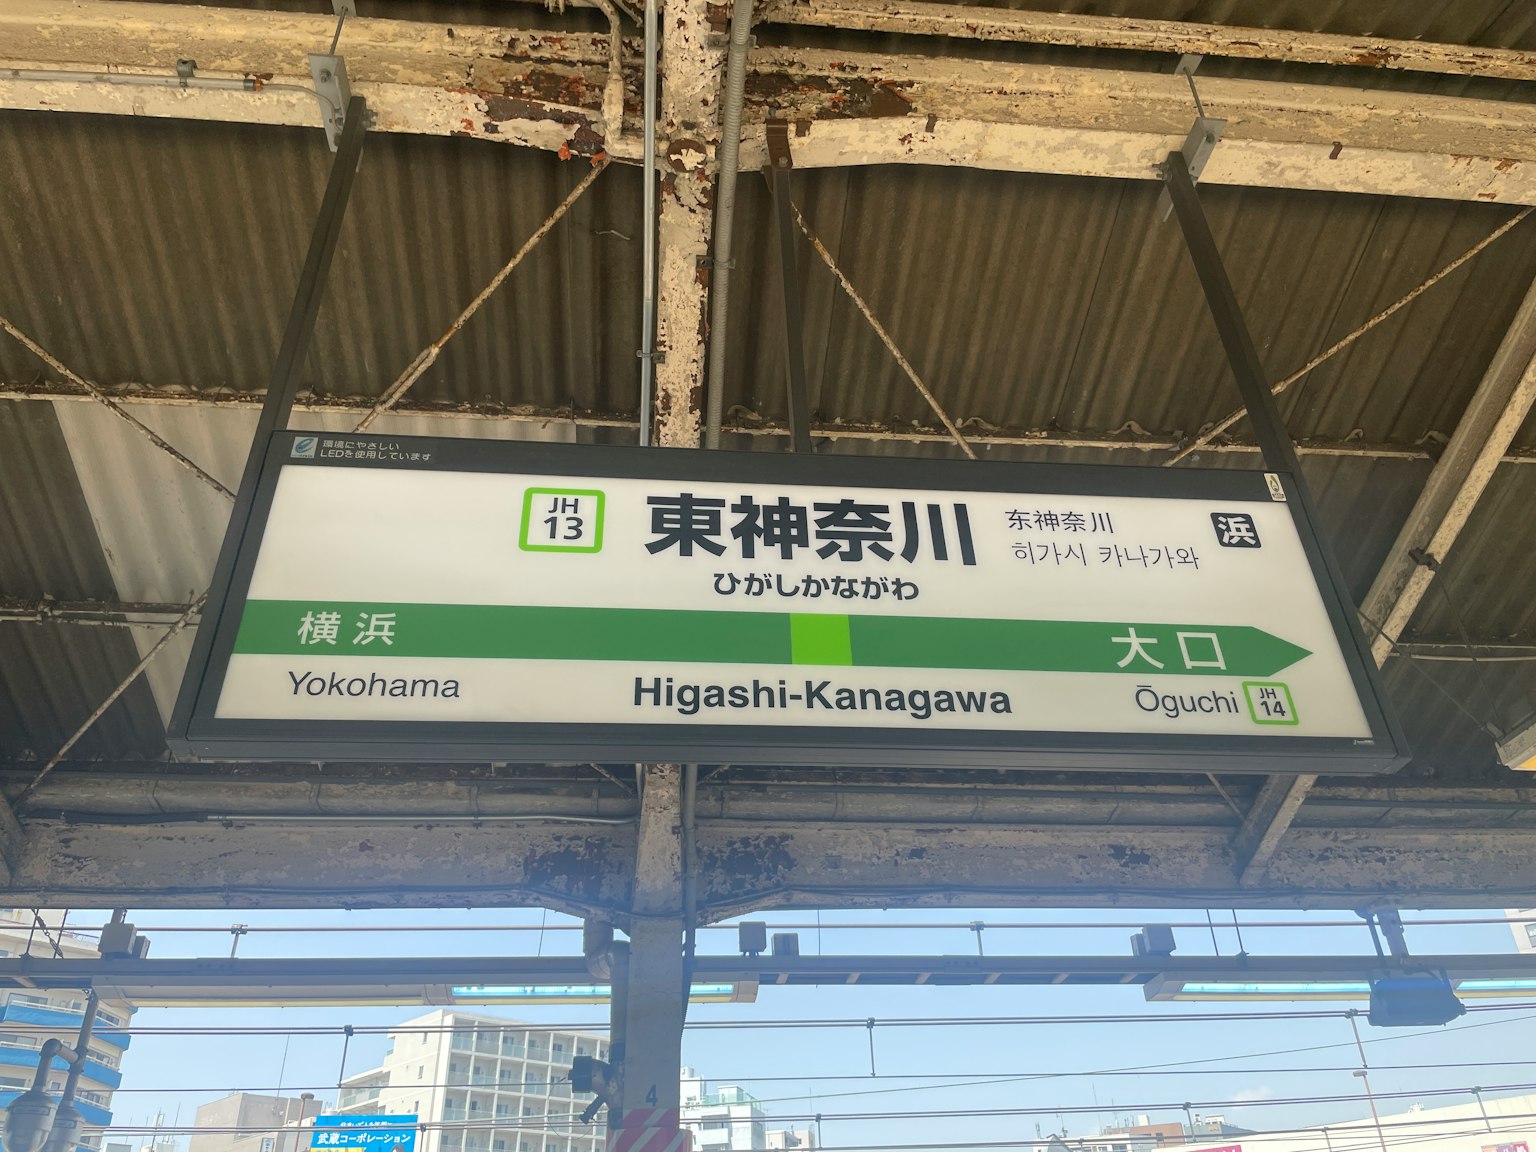 環境にやさしい
LEDを使用しています
JH
13
東神奈川
ひがしかながわ
东神奈川
히가시 카나가와
浜
横浜
大口
Yokohama
Higashi-Kanagawa
Ōguchi
JH
14
4
武蔵コーポレーション